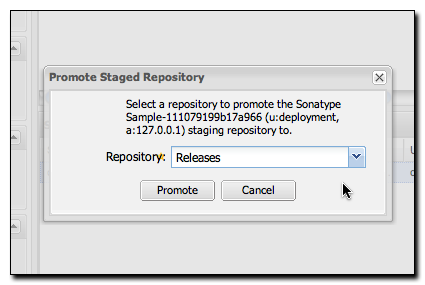 Promote Staged Repository
Select a repository to promote the Sonatype
Sample-111079199b17a966 (u:deployment,
a:127.0.0.1) staging repository to.
Repository: Releases
Promote Cancel